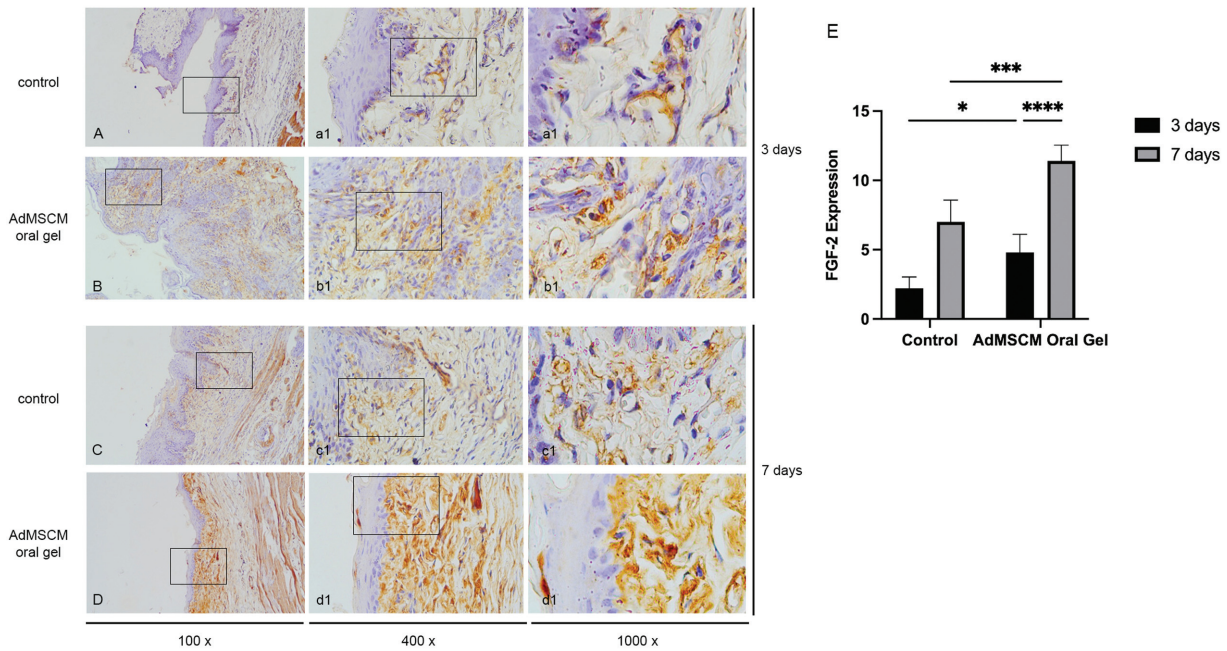 control
A
a1
a1
3 days
AdMSCM
oral gel
B
b1
b1
control
C
c1
c1
7 days
AdMSCM
oral gel
D
d1
d1
100 x
400 x
1000 x
E
***
*
****
15
10
5
0
FGF-2 Expression
Control
AdMSCM Oral Gel
3 days
7 days